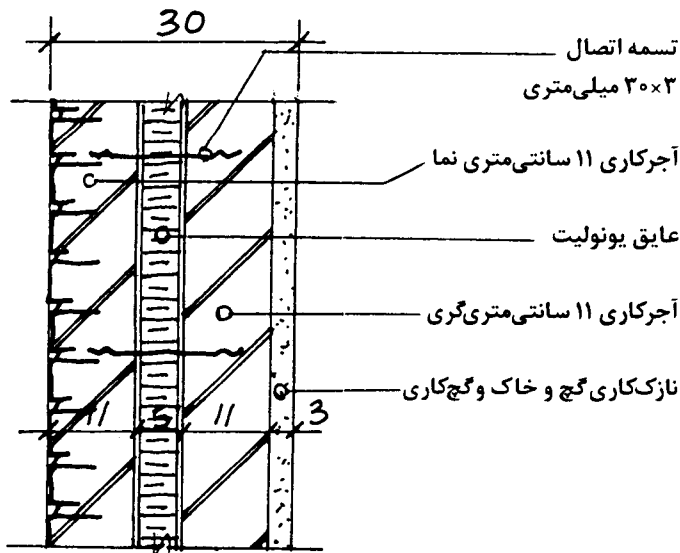 30
تسمه اتصال
۳۰×۳ میلی‌متری
آجرکاری ۱۱ سانتی‌متری نما
عایق یونولیت
آجرکاری ۱۱ سانتی‌متری‌گری
نازک‌کاری گچ و خاک و گچ‌کاری
11 5 11 3